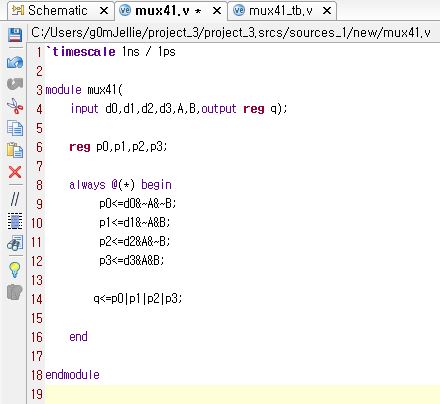 Schematic × mux41.v * × mux41_tb.v ×
C:/Users/g0mJellie/project_3/project_3.srcs/sources_1/new/mux41.v
1 `timescale 1ns / 1ps
2
3 module mux41(
4 input d0,d1,d2,d3,A,B,output reg q);
5
6 reg p0,p1,p2,p3;
7
8 always @(*) begin
9 p0<=d0&~A&~B;
10 p1<=d1&~A&B;
11 p2<=d2&A&~B;
12 p3<=d3&A&B;
13
14 q<=p0|p1|p2|p3;
15
16 end
17
18 endmodule
19